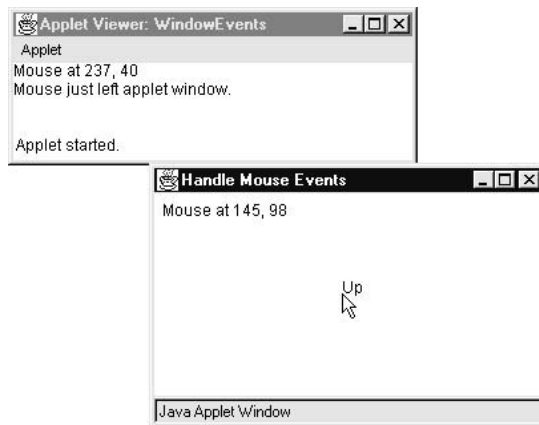 Applet Viewer: WindowEvents
Applet
Mouse at 237, 40
Mouse just left applet window.
Applet started.
Handle Mouse Events
Mouse at 145, 98
Up
Java Applet Window